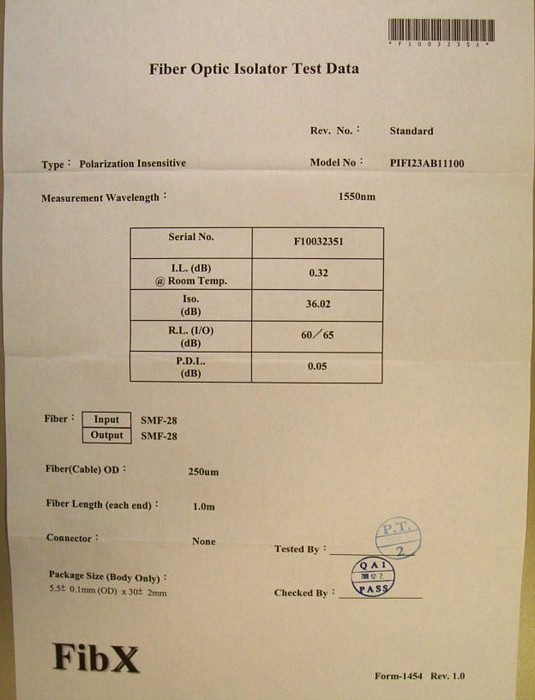 *F10032351*
Fiber Optic Isolator Test Data
Rev. No. : Standard
Type : Polarization Insensitive Model No : PIFI23AB11100
Measurement Wavelength : 1550nm
Serial No. F10032351
I.L. (dB)
@ Room Temp. 0.32
Iso.
(dB) 36.02
R.L. (I/O)
(dB) 60/65
P.D.L.
(dB) 0.05
Fiber : Input SMF-28
Output SMF-28
Fiber(Cable) OD : 250um
Fiber Length (each end) : 1.0m
Connector : None
P.T.
2
Tested By :
QA1
PASS
Package Size (Body Only) :
5.5± 0.1mm (OD) x 30± 2mm
Checked By :
FibX
Form-1454 Rev. 1.0